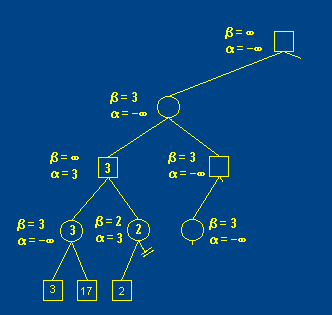 β = ∞
α = -∞
β = 3
α = -∞
β = ∞
α = 3
3
β = 3
α = -∞
β = 3
α = -∞
3
β = 2
α = 3
2
β = 3
α = -∞
3
17
2